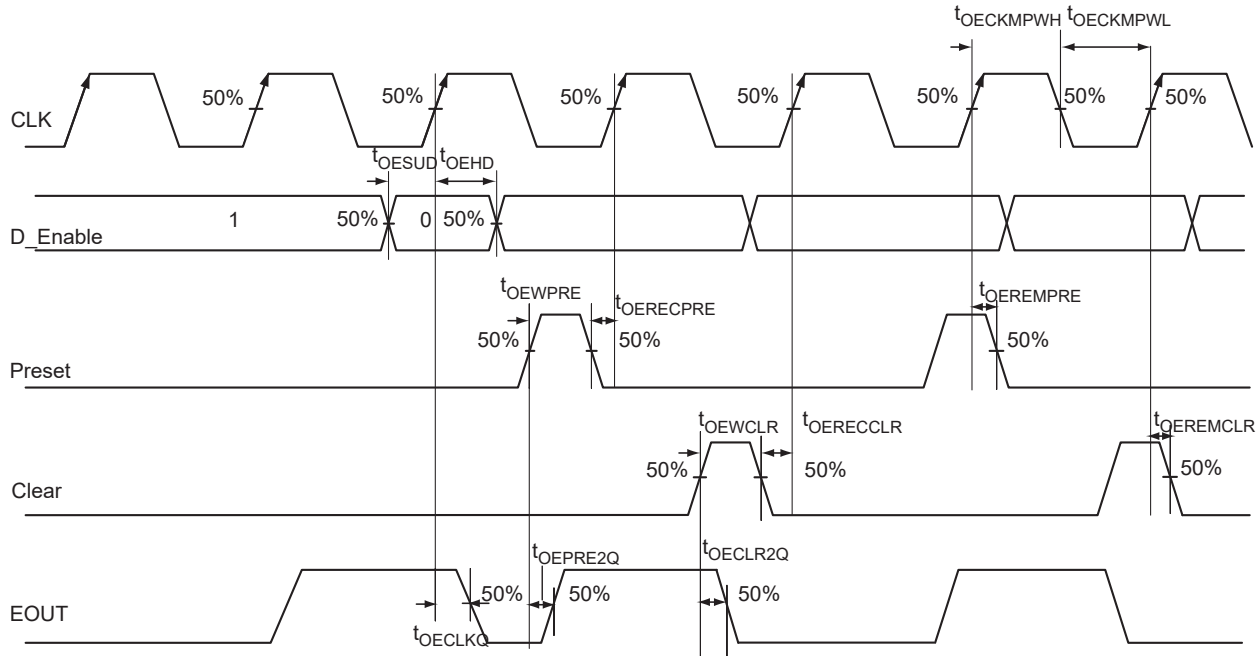 tOECKMPWH tOECKMPWL
CLK
50%
50%
50%
50%
50%
50%
50%
tOESUD tOEHD
D_Enable
1
50%
0
50%
tOEWPRE
tOERECPRE
tOEREMPRE
Preset
50%
50%
50%
tOEWCLR
tOERECCLR
tOEREMCLR
Clear
50%
50%
50%
tOEPRE2Q
tOECLR2Q
EOUT
50%
50%
50%
tOECLKQ